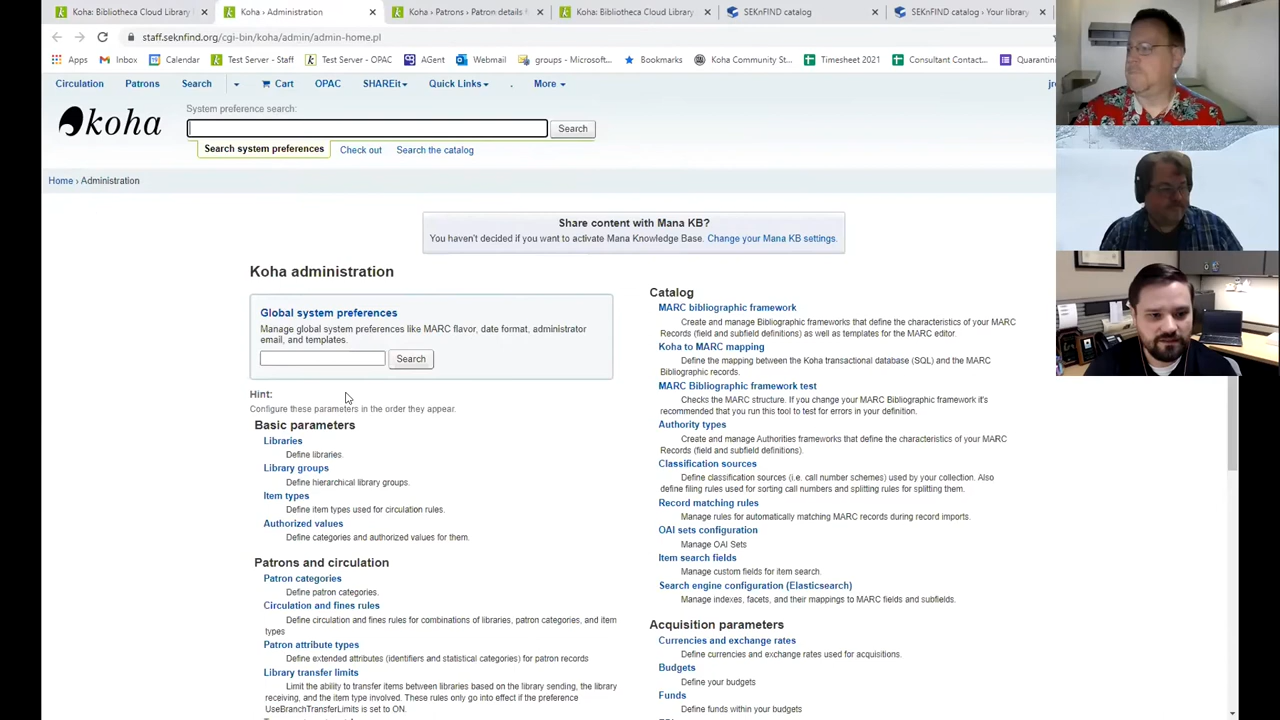 Koha: Bibliotheca Cloud Library
Koha › Administration
Koha › Patrons › Patron details
Koha: Bibliotheca Cloud Library
SEKnFIND catalog
SEKnFIND catalog › Your library
staff.seknfind.org/cgi-bin/koha/admin/admin-home.pl
Apps Inbox Calendar Test Server - Staff Test Server - OPAC AGent Webmail groups - Microsoft... Bookmarks Koha Community St... Timesheet 2021 Consultant Contact... Quarantin
Circulation Patrons Search Cart OPAC SHAREit Quick Links . More
koha
System preference search:
Search
Search system preferences Check out Search the catalog
Home › Administration
Share content with Mana KB?
You haven't decided if you want to activate Mana Knowledge Base. Change your Mana KB settings.
Koha administration
Global system preferences
Manage global system preferences like MARC flavor, date format, administrator
email, and templates.
Search
Hint:
Configure these parameters in the order they appear.
Basic parameters
Libraries
Define libraries.
Library groups
Define hierarchical library groups.
Item types
Define item types used for circulation rules.
Authorized values
Define categories and authorized values for them.
Patrons and circulation
Patron categories
Define patron categories.
Circulation and fines rules
Define circulation and fines rules for combinations of libraries, patron categories, and item
types
Patron attribute types
Define extended attributes (identifiers and statistical categories) for patron records
Library transfer limits
Limit the ability to transfer items between libraries based on the library sending, the library
receiving, and the item type involved. These rules only go into effect if the preference
UseBranchTransferLimits is set to ON.
Catalog
MARC bibliographic framework
Create and manage Bibliographic frameworks that define the characteristics of your MARC
Records (field and subfield definitions) as well as templates for the MARC editor.
Koha to MARC mapping
Define the mapping between the Koha transactional database (SQL) and the MARC
Bibliographic records.
MARC Bibliographic framework test
Checks the MARC structure. If you change your MARC Bibliographic framework it's
recommended that you run this tool to test for errors in your definition.
Authority types
Create and manage Authorities frameworks that define the characteristics of your MARC
Records (field and subfield definitions).
Classification sources
Define classification sources (i.e. call number schemes) used by your collection. Also
define filing rules used for sorting call numbers and splitting rules for splitting them.
Record matching rules
Manage rules for automatically matching MARC records during record imports.
OAI sets configuration
Manage OAI Sets
Item search fields
Manage custom fields for item search.
Search engine configuration (Elasticsearch)
Manage indexes, facets, and their mappings to MARC fields and subfields.
Acquisition parameters
Currencies and exchange rates
Define currencies and exchange rates used for acquisitions.
Budgets
Define your budgets
Funds
Define funds within your budgets